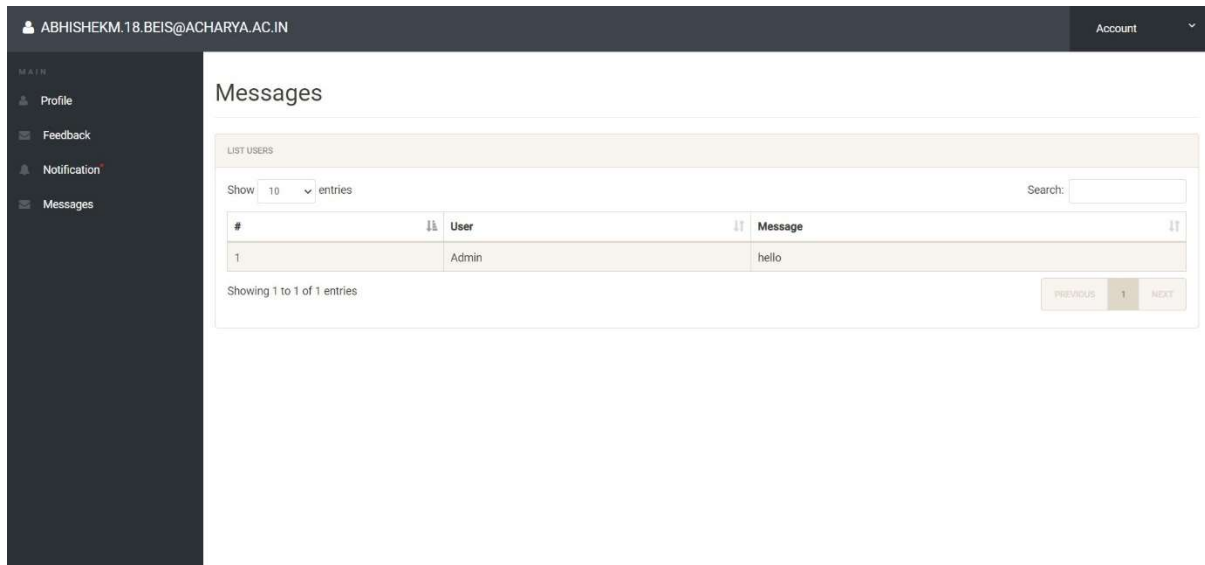 ABHISHEKM.18.BEIS@ACHARYA.AC.IN Account
MAIN
Profile
Feedback
Notification*
Messages
Messages
LIST USERS
Show 10 entries Search:
# User Message
1 Admin hello
Showing 1 to 1 of 1 entries PREVIOUS 1 NEXT